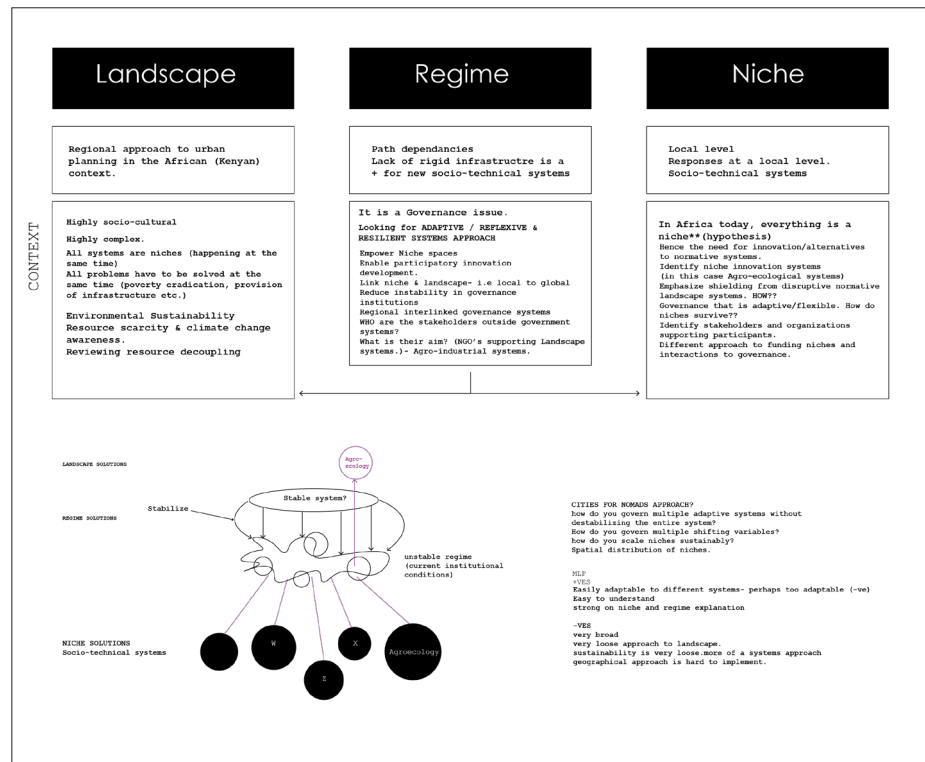 Landscape
Regime
Niche
CONTEXT
Regional approach to urban
planning in the African (Kenyan)
context.
Path dependancies
Lack of rigid infrastructre is a
+ for new socio-technical systems
Local level
Responses at a local level.
Socio-technical systems
Highly socio-cultural
Highly complex.
All systems are niches (happening at the
same time)
All problems have to be solved at the
same time (poverty eradication, provision
of infrastructure etc.)
Environmental Sustainability
Resource scarcity & climate change
awareness.
Reviewing resource decoupling
It is a Governance issue.
Looking for ADAPTIVE / REFLEXIVE &
RESILIENT SYSTEMS APPROACH
Empower Niche spaces
Enable participatory innovation
development.
Link niche & landscape- i.e local to global
Reduce instability in governance
institutions
Regional interlinked governance systems
WHO are the stakeholders outside government
systems?
What is their aim? (NGO's supporting Landscape
systems.)- Agro-industrial systems.
In Africa today, everything is a
niche**(hypothesis)
Hence the need for innovation/alternatives
to normative systems.
Identify niche innovation systems
(in this case Agro-ecological systems)
Emphasize shielding from disruptive normative
landscape systems. HOW??
Governance that is adaptive/flexible. How do
niches survive??
Identify stakeholders and organizations
supporting participants.
Different approach to funding niches and
interactions to governance.
LANDSCAPE SOLUTIONS
Agro-
ecology
Stable system?
Stabilize
REGIME SOLUTIONS
unstable regime
(current institutional
conditions)
NICHE SOLUTIONS
Socio-technical systems
W
Z
X
Agroecology
CITIES FOR NOMADS APPROACH?
how do you govern multiple adaptive systems without
destabilizing the entire system?
How do you govern multiple shifting variables?
how do you scale niches sustainably?
Spatial distribution of niches.
MLP
+VES
Easily adaptable to different systems- perhaps too adaptable (-ve)
Easy to understand
strong on niche and regime explanation
-VES
very broad
very loose approach to landscape.
sustainability is very loose.more of a systems approach
geographical approach is hard to implement.